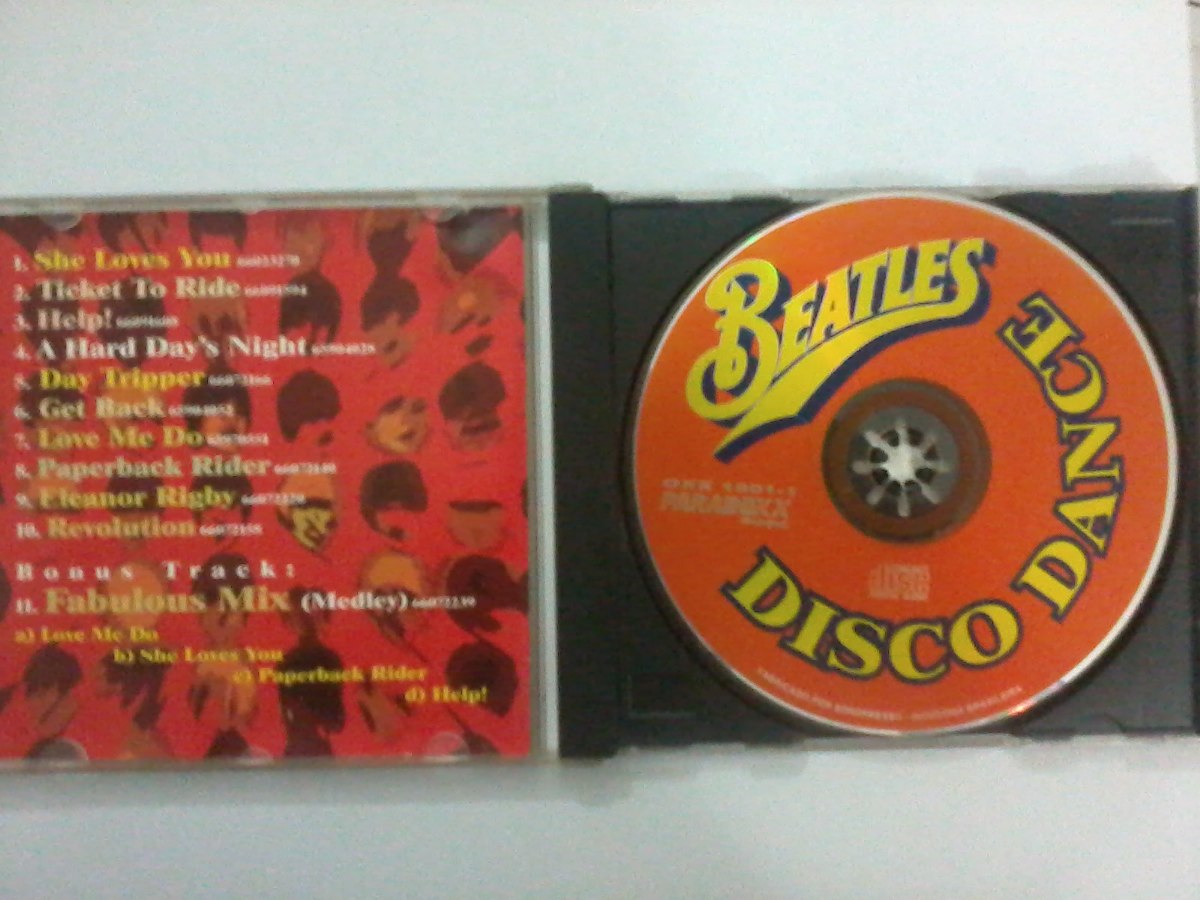 1. She Loves You
2. Ticket To Ride
3. Help!
4. A Hard Day's Night
5. Day Tripper
6. Get Back
7. Love Me Do
8. Paperback Rider
9. Eleanor Rigby
10. Revolution
Bonus Track:
11. Fabulous Mix (Medley)
a) Love Me Do
b) She Loves You
c) Paperback Rider
d) Help!
BEATLES
DISCO DANCE
PARADOXX